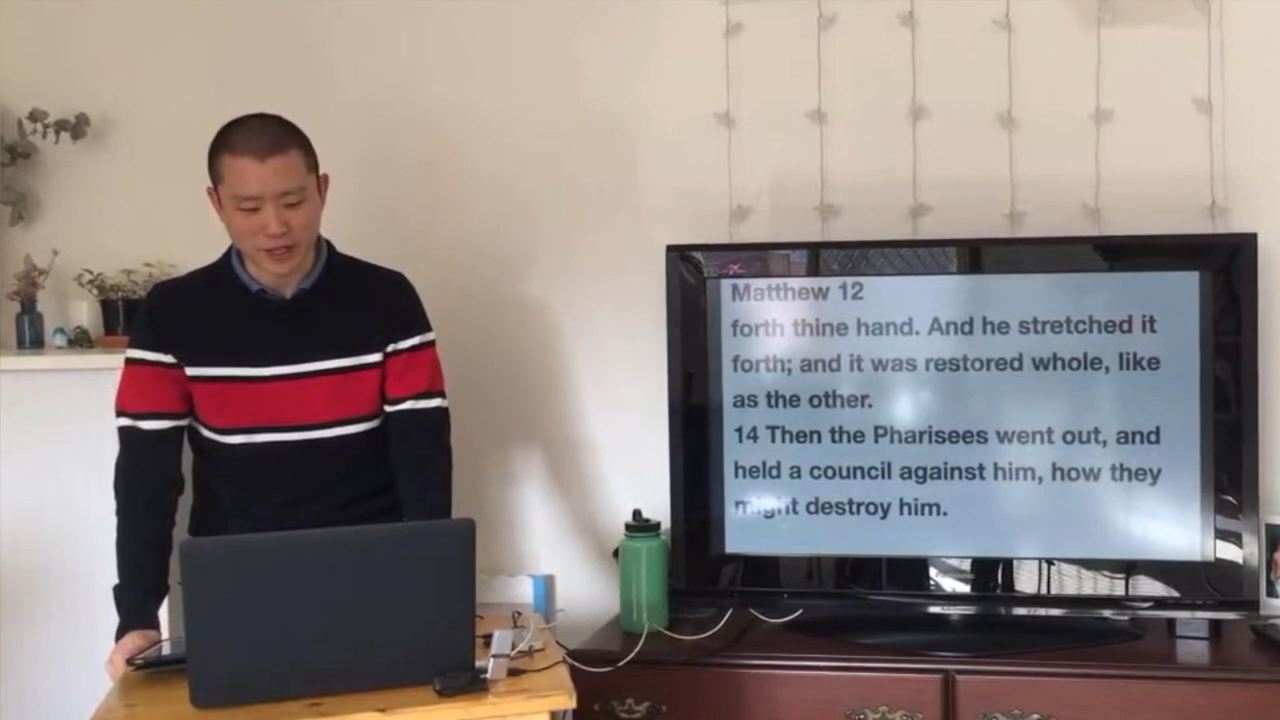 Matthew 12
forth thine hand. And he stretched it
forth; and it was restored whole, like
as the other.
14 Then the Pharisees went out, and
held a council against him, how they
might destroy him.